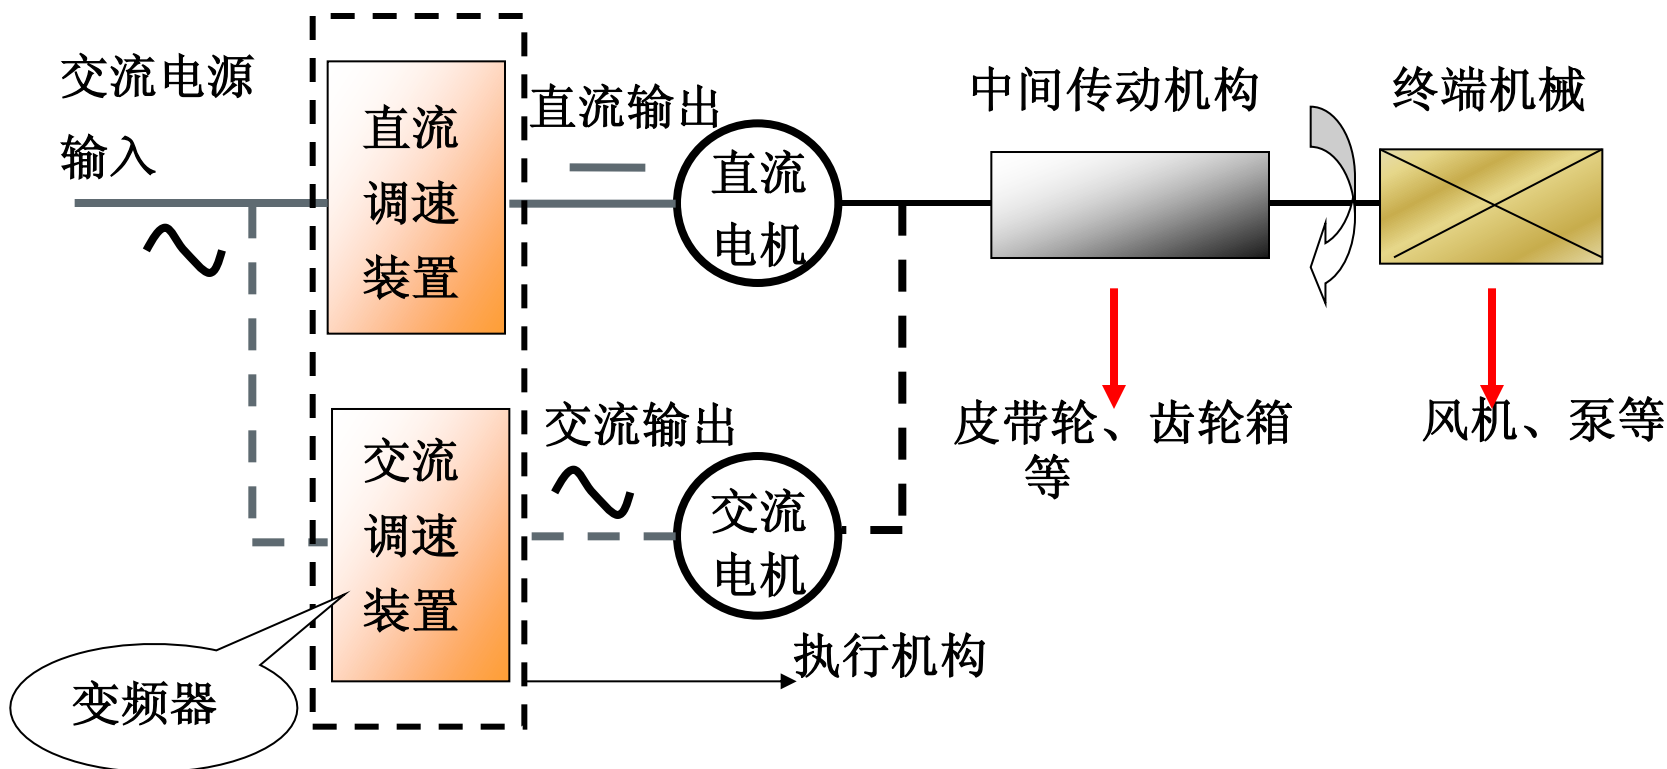 交流电源
输入
直流
调速
装置
直流输出
直流
电机
中间传动机构
终端机械
交流
调速
装置
交流输出
交流
电机
皮带轮、齿轮箱
等
风机、泵等
执行机构
变频器